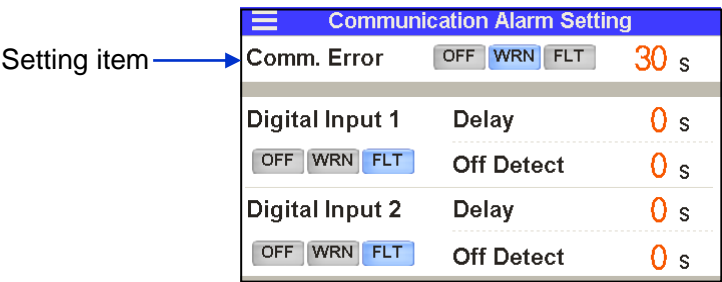 Communication Alarm Setting
Setting item
Comm. Error OFF WRN FLT 30 s
Digital Input 1 Delay 0 s
OFF WRN FLT Off Detect 0 s
Digital Input 2 Delay 0 s
OFF WRN FLT Off Detect 0 s